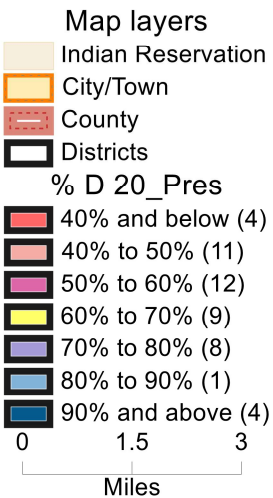 Map layers
Indian Reservation
City/Town
County
Districts
% D 20_Pres
40% and below (4)
40% to 50% (11)
50% to 60% (12)
60% to 70% (9)
70% to 80% (8)
80% to 90% (1)
90% and above (4)
0 1.5 3
Miles